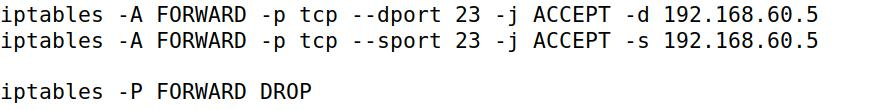 iptables -A FORWARD -p tcp --dport 23 -j ACCEPT -d 192.168.60.5
iptables -A FORWARD -p tcp --sport 23 -j ACCEPT -s 192.168.60.5
iptables -P FORWARD DROP